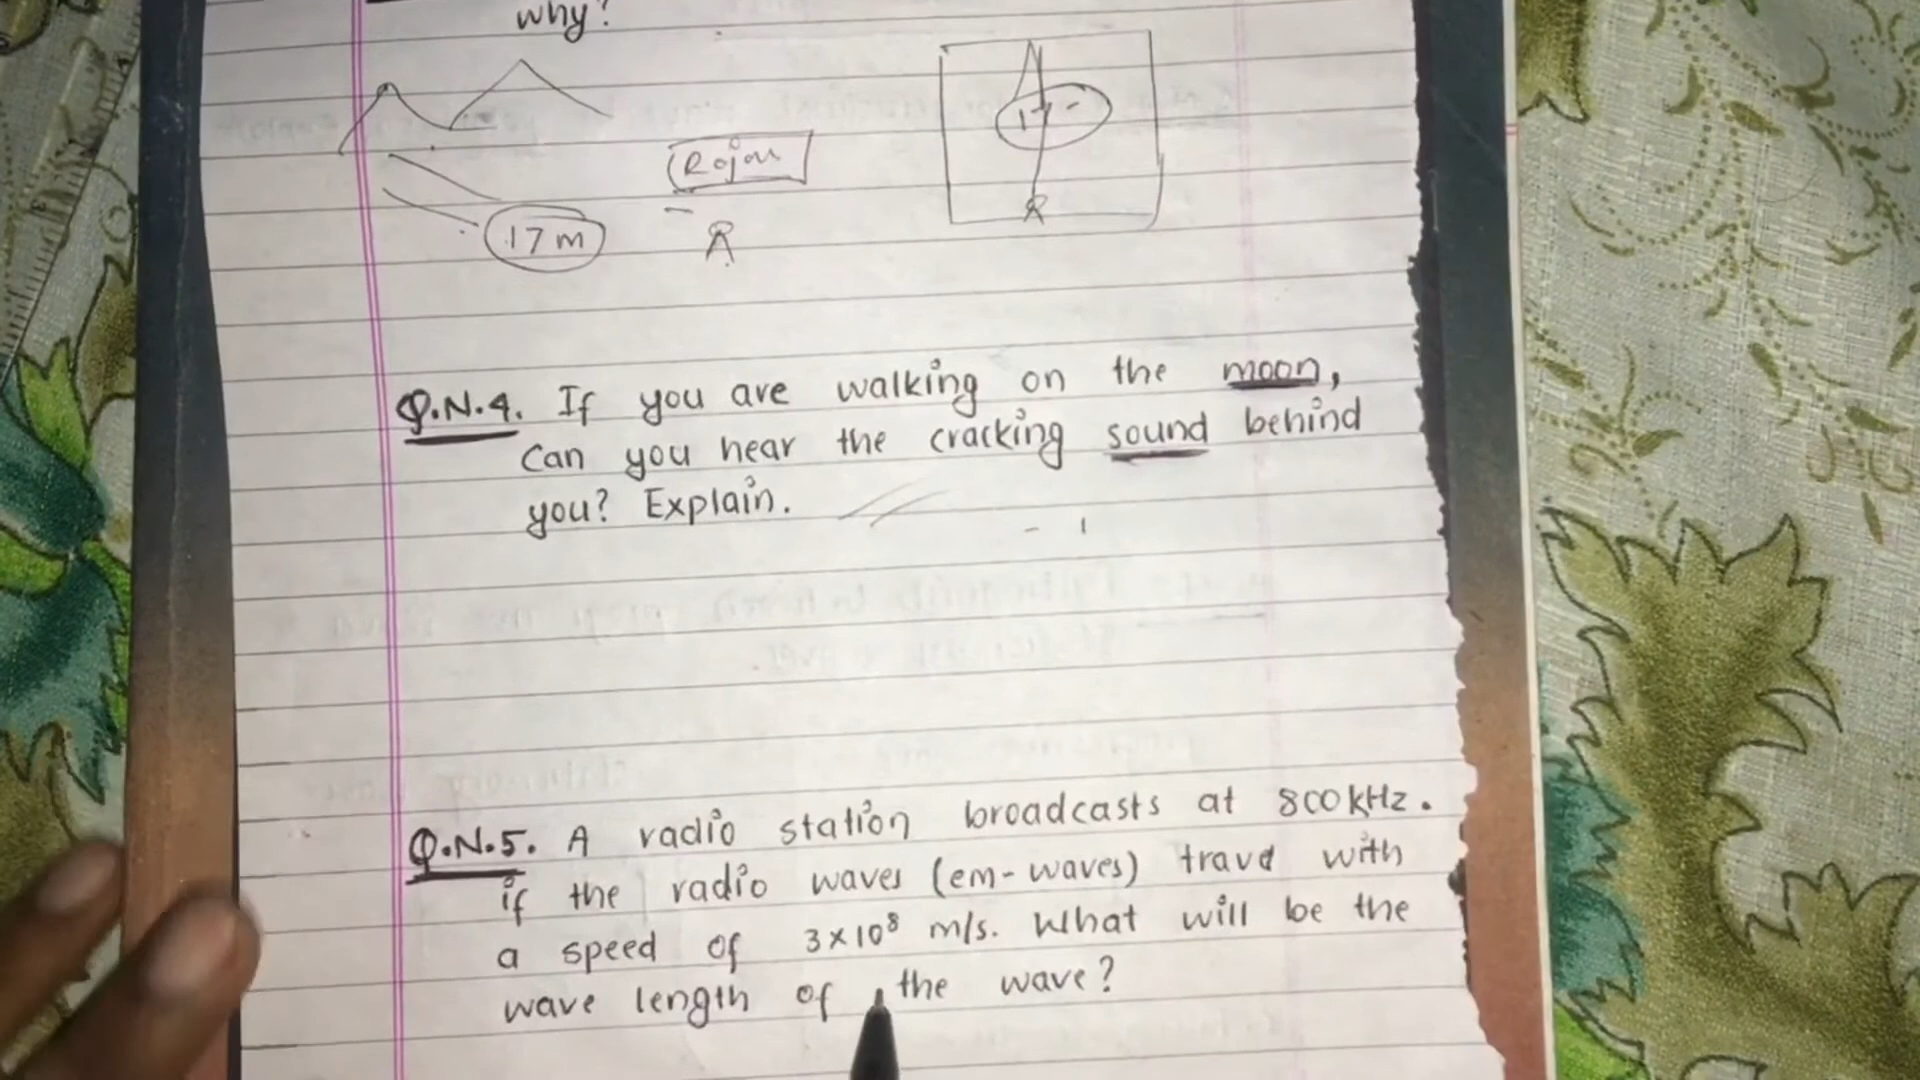 why?
Rojan
17m
R
17
R
Q.N.4. If you are walking on the moon,
Can you hear the cracking sound behind
you? Explain.
Q.N.5. A radio station broadcasts at 800kHz.
if the radio waves (em-waves) travel with
a speed of 3×10⁸ m/s. What will be the
wave length of the wave?